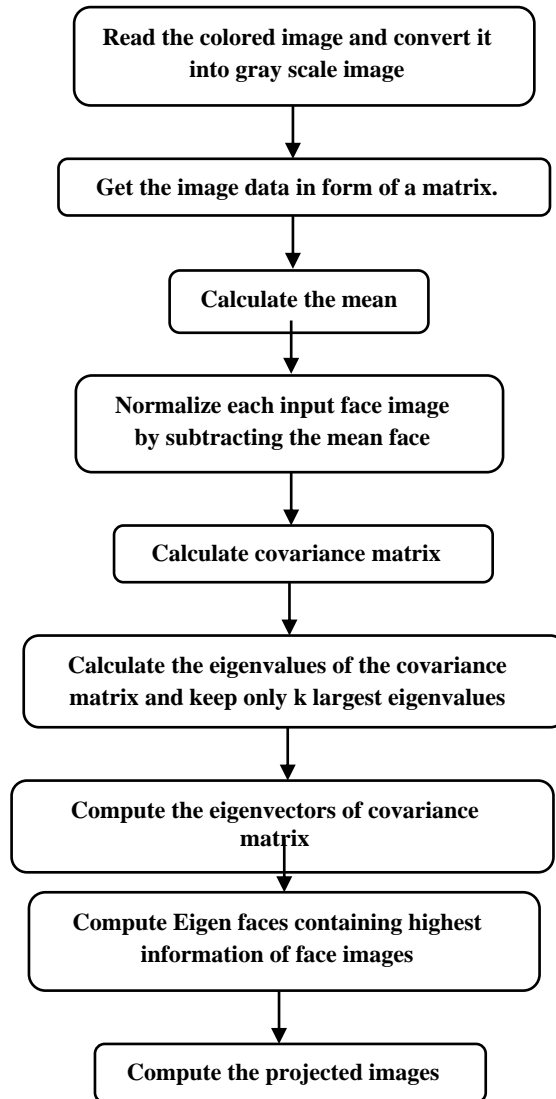 Read the colored image and convert it
into gray scale image
Get the image data in form of a matrix.
Calculate the mean
Normalize each input face image
by subtracting the mean face
Calculate covariance matrix
Calculate the eigenvalues of the covariance
matrix and keep only k largest eigenvalues
Compute the eigenvectors of covariance
matrix
Compute Eigen faces containing highest
information of face images
Compute the projected images